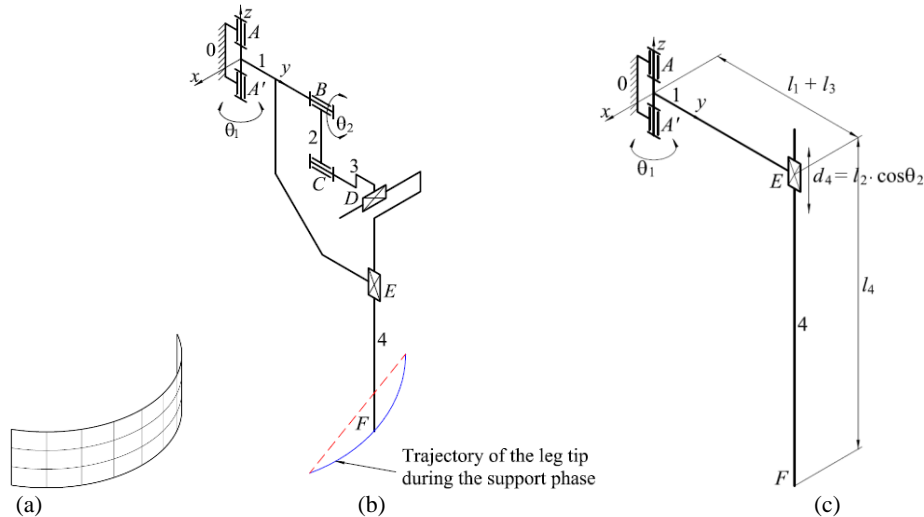 z
A
0
1
x
y
A'
B
θ₁
θ₂
2
C
3
D
E
4
F
Trajectory of the leg tip
during the support phase
z
A
0
l₁ + l₃
x
1
y
A'
θ₁
E
d₄ = l₂· cosθ₂
l₄
4
F
(a)
(b)
(c)